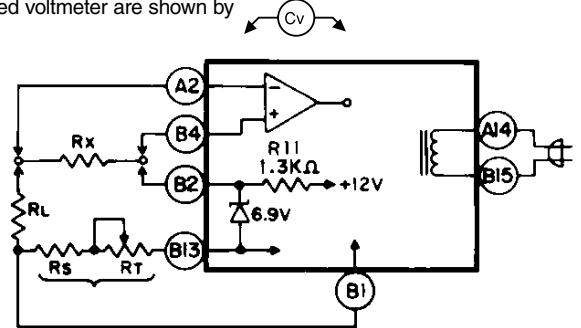 ed voltmeter are shown by
Cv
A2
B4
RX
R11
1.3KΩ
A14
B2
+12V
B15
RL
6.9V
B13
RS
RT
B1